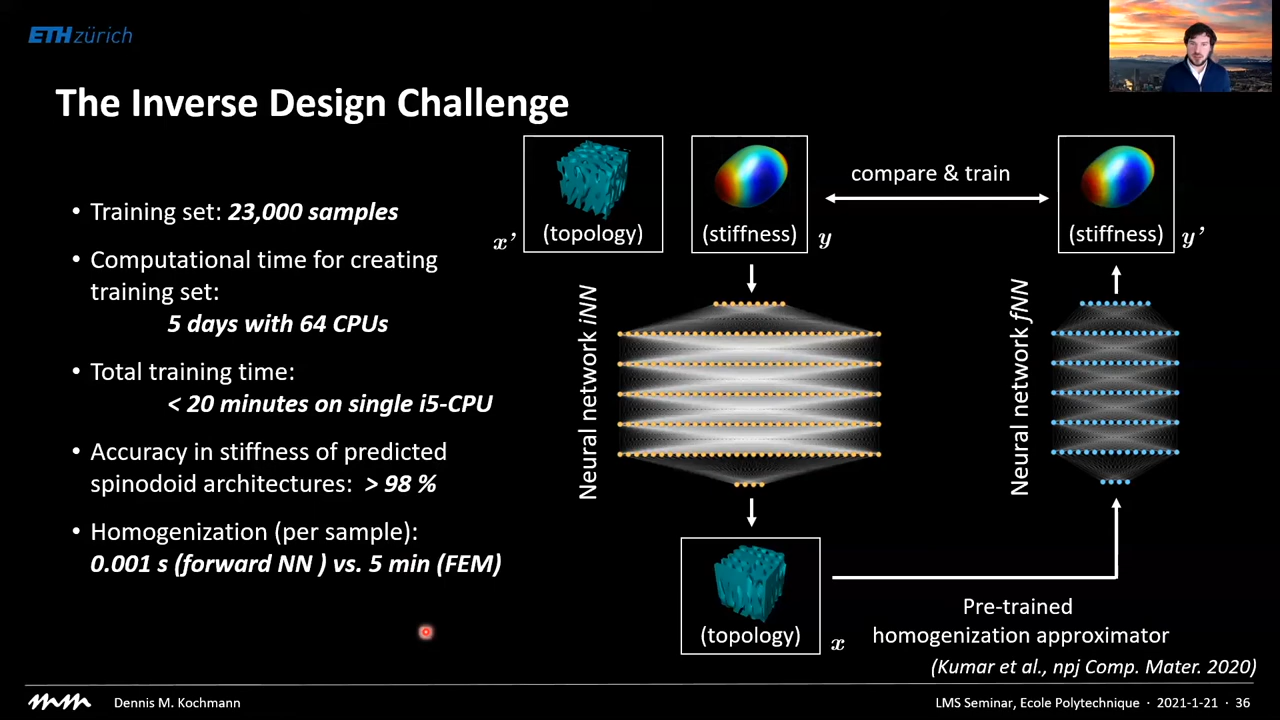 ETH zürich
The Inverse Design Challenge
• Training set: 23,000 samples
• Computational time for creating
training set:
5 days with 64 CPUs
• Total training time:
< 20 minutes on single i5-CPU
• Accuracy in stiffness of predicted
spinodoid architectures: > 98 %
• Homogenization (per sample):
0.001 s (forward NN ) vs. 5 min (FEM)
x’ (topology)
(stiffness) y
compare & train
(stiffness) y’
Neural network iNN
Neural network fNN
(topology) x
Pre-trained
homogenization approximator
(Kumar et al., npj Comp. Mater. 2020)
Dennis M. Kochmann
LMS Seminar, Ecole Polytechnique · 2021-1-21 · 36